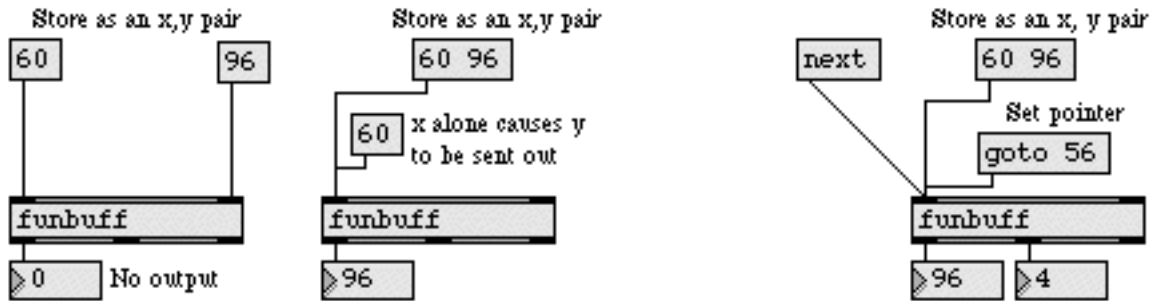 Store as an x,y pair
60
96
funbuff
0
No output
Store as an x,y pair
60 96
60
x alone causes y
to be sent out
funbuff
96
Store as an x, y pair
next
60 96
Set pointer
goto 56
funbuff
96
4